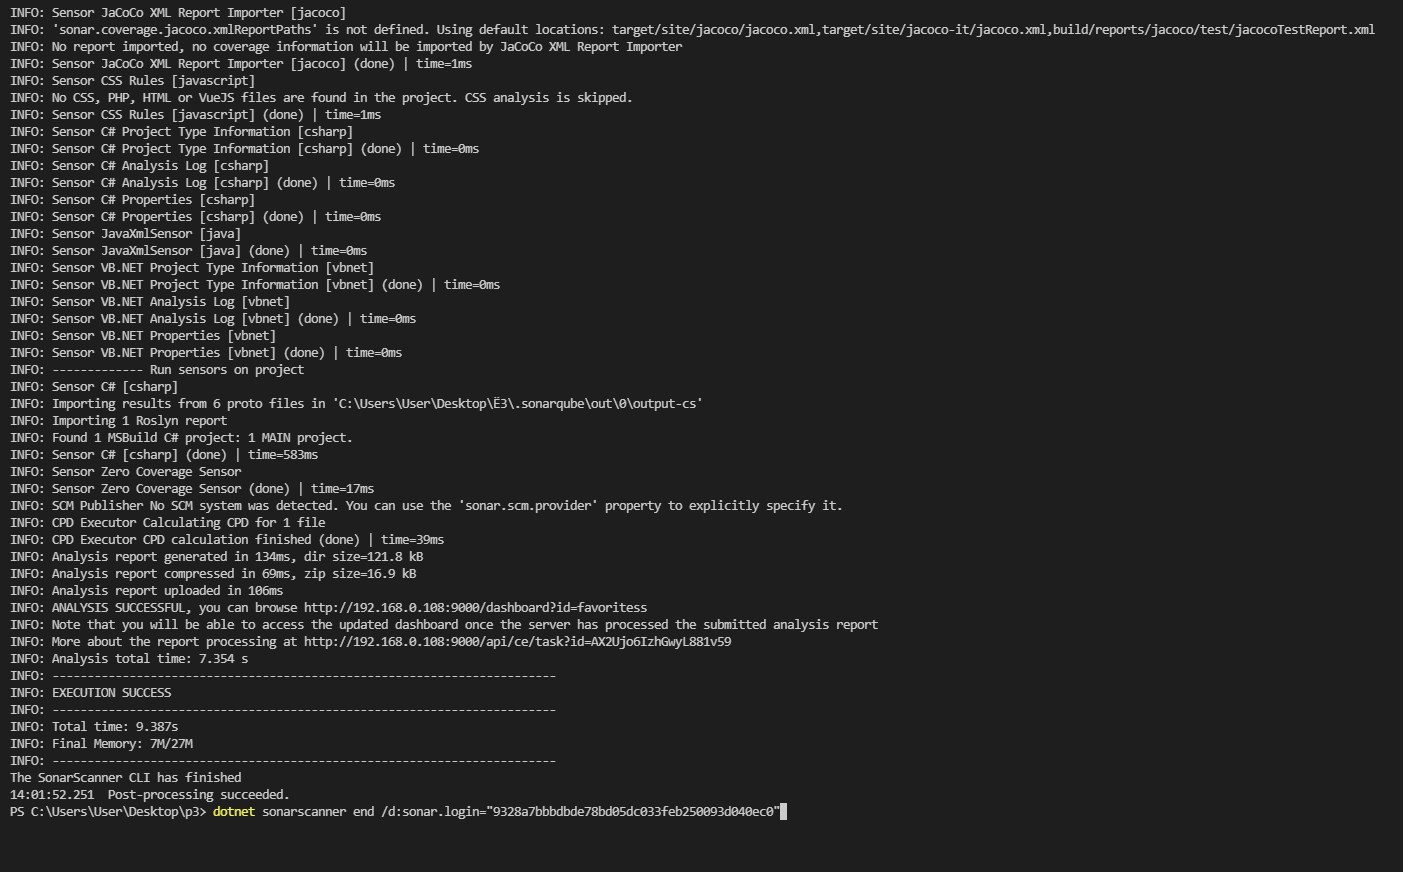 INFO: Sensor JaCoCo XML Report Importer [jacoco]
INFO: 'sonar.coverage.jacoco.xmlReportPaths' is not defined. Using default locations: target/site/jacoco/jacoco.xml,target/site/jacoco-it/jacoco.xml,build/reports/jacoco/test/jacocoTestReport.xml
INFO: No report imported, no coverage information will be imported by JaCoCo XML Report Importer
INFO: Sensor JaCoCo XML Report Importer [jacoco] (done) | time=1ms
INFO: Sensor CSS Rules [javascript]
INFO: No CSS, PHP, HTML or VueJS files are found in the project. CSS analysis is skipped.
INFO: Sensor CSS Rules [javascript] (done) | time=1ms
INFO: Sensor C# Project Type Information [csharp]
INFO: Sensor C# Project Type Information [csharp] (done) | time=0ms
INFO: Sensor C# Analysis Log [csharp]
INFO: Sensor C# Analysis Log [csharp] (done) | time=0ms
INFO: Sensor C# Properties [csharp]
INFO: Sensor C# Properties [csharp] (done) | time=0ms
INFO: Sensor JavaXmlSensor [java]
INFO: Sensor JavaXmlSensor [java] (done) | time=0ms
INFO: Sensor VB.NET Project Type Information [vbnet]
INFO: Sensor VB.NET Project Type Information [vbnet] (done) | time=0ms
INFO: Sensor VB.NET Analysis Log [vbnet]
INFO: Sensor VB.NET Analysis Log [vbnet] (done) | time=0ms
INFO: Sensor VB.NET Properties [vbnet]
INFO: Sensor VB.NET Properties [vbnet] (done) | time=0ms
INFO: ------------- Run sensors on project
INFO: Sensor C# [csharp]
INFO: Importing results from 6 proto files in 'C:\Users\User\Desktop\Ë3\.sonarqube\out\0\output-cs'
INFO: Importing 1 Roslyn report
INFO: Found 1 MSBuild C# project: 1 MAIN project.
INFO: Sensor C# [csharp] (done) | time=583ms
INFO: Sensor Zero Coverage Sensor
INFO: Sensor Zero Coverage Sensor (done) | time=17ms
INFO: SCM Publisher No SCM system was detected. You can use the 'sonar.scm.provider' property to explicitly specify it.
INFO: CPD Executor Calculating CPD for 1 file
INFO: CPD Executor CPD calculation finished (done) | time=39ms
INFO: Analysis report generated in 134ms, dir size=121.8 kB
INFO: Analysis report compressed in 69ms, zip size=16.9 kB
INFO: Analysis report uploaded in 106ms
INFO: ANALYSIS SUCCESSFUL, you can browse http://192.168.0.108:9000/dashboard?id=favoritess
INFO: Note that you will be able to access the updated dashboard once the server has processed the submitted analysis report
INFO: More about the report processing at http://192.168.0.108:9000/api/ce/task?id=AX2Ujo6IzhGwyL881v59
INFO: Analysis total time: 7.354 s
INFO: ------------------------------------------------------------------------
INFO: EXECUTION SUCCESS
INFO: ------------------------------------------------------------------------
INFO: Total time: 9.387s
INFO: Final Memory: 7M/27M
INFO: ------------------------------------------------------------------------
The SonarScanner CLI has finished
14:01:52.251  Post-processing succeeded.
PS C:\Users\User\Desktop\p3> dotnet sonarscanner end /d:sonar.login="9328a7bbbdbde78bd05dc033feb250093d040ec0"